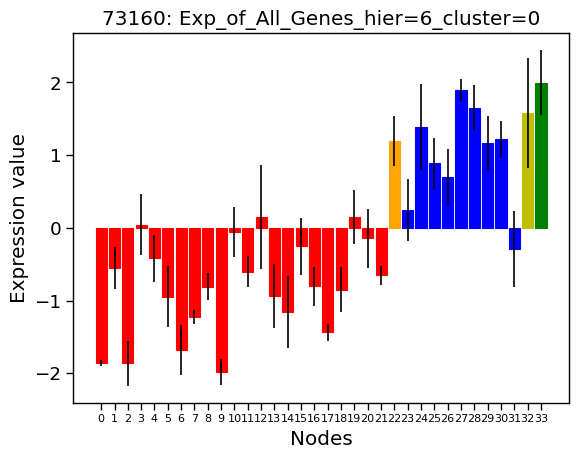 73160: Exp_of_All_Genes_hier=6_cluster=0
Expression value
2
1
0
−1
−2
0 1 2 3 4 5 6 7 8 9 10 11 12 13 14 15 16 17 18 19 20 21 22 23 24 25 26 27 28 29 30 31 32 33
Nodes